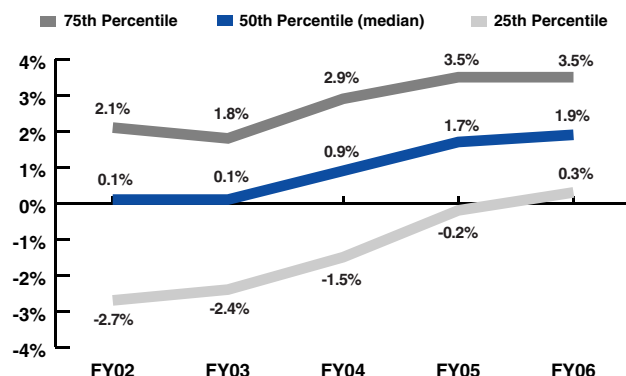 75th Percentile 50th Percentile (median) 25th Percentile
4%
3%
2%
1%
0%
-1%
-2%
-3%
-4%
2.1% 1.8% 2.9% 3.5% 3.5%
0.1% 0.1% 0.9% 1.7% 1.9%
-2.7% -2.4% -1.5% -0.2% 0.3%
FY02 FY03 FY04 FY05 FY06